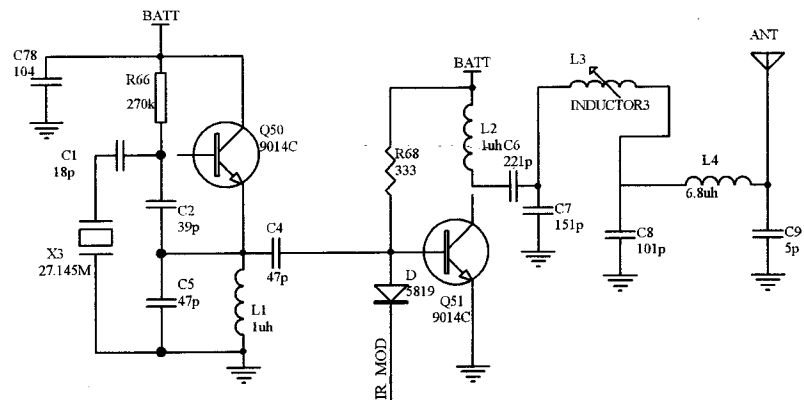 BATT
C78
104
R66
270k
Q50
9014C
C1
18p
C2
39p
X3
27.145M
C5
47p
L1
1uh
C4
47p
BATT
R68
333
L2
1uh
C6
221p
D
5819
Q51
9014C
IR_MOD
C7
151p
L3
INDUCTOR3
C8
101p
L4
6.8uh
ANT
C9
5p